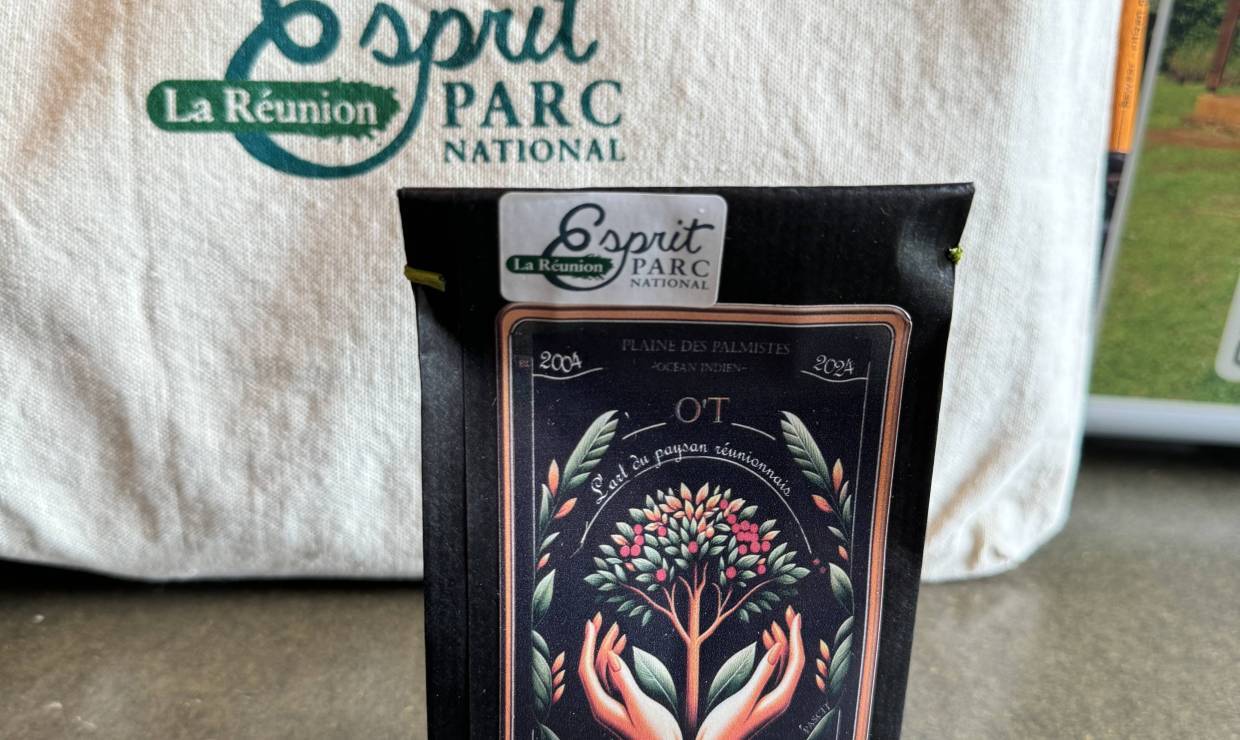 Esprit
La Réunion
PARC
NATIONAL
Esprit
La Réunion
PARC
NATIONAL
PLAINE DES PALMISTES
2004
-OCEAN INDIEN-
2024
O'T
L'art du paysan réunionnais